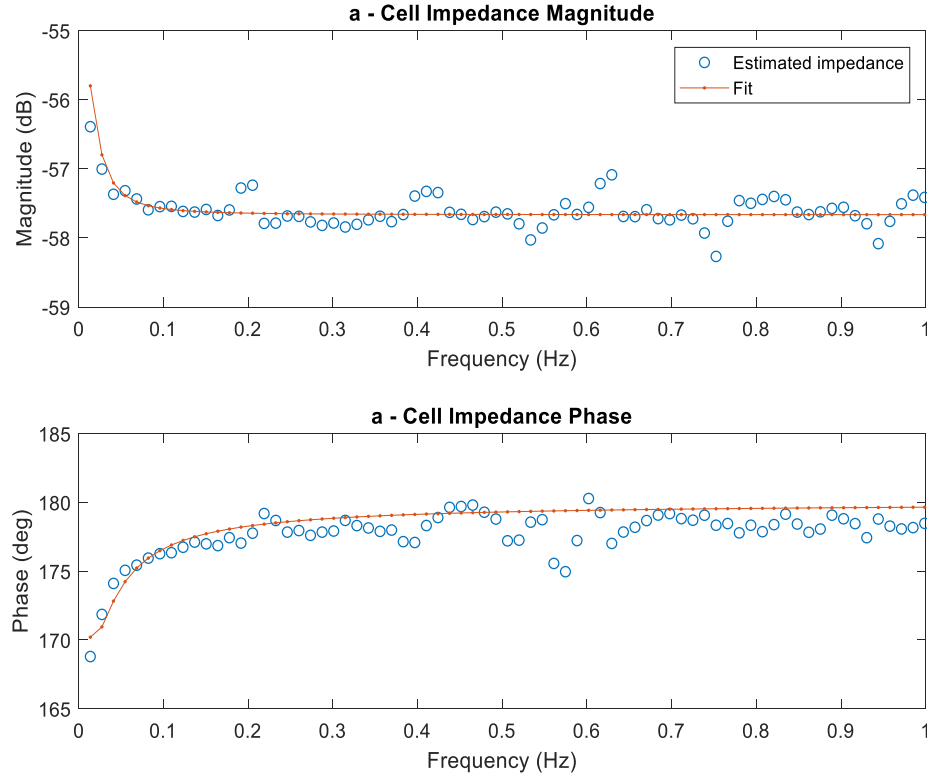 a - Cell Impedance Magnitude
-55
-56
-57
-58
-59
Magnitude (dB)
Estimated impedance
Fit
0 0.1 0.2 0.3 0.4 0.5 0.6 0.7 0.8 0.9 1
Frequency (Hz)
a - Cell Impedance Phase
185
180
175
170
165
Phase (deg)
0 0.1 0.2 0.3 0.4 0.5 0.6 0.7 0.8 0.9 1
Frequency (Hz)